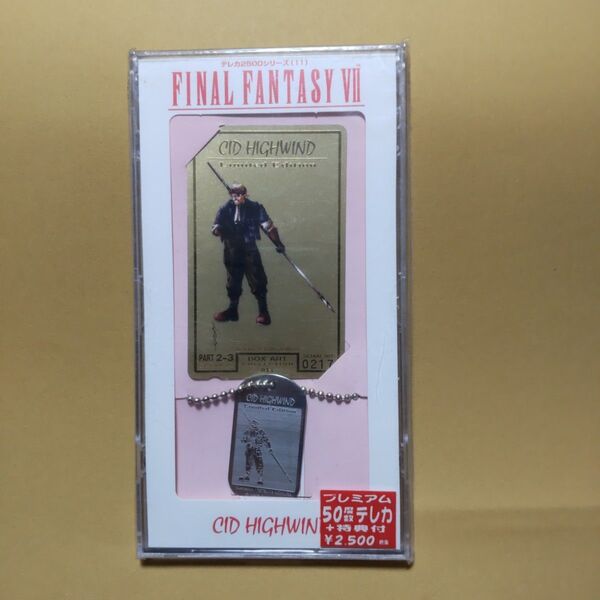 テレカ2500シリーズ(11)
FINAL FANTASY VII
CID HIGHWIND
Limited Edition
PART 2-3
BOX ART
COLLECTION
#11
0217
CID HIGHWIND
Limited Edition
CID HIGHWIN
プレミアム
50度数テレカ
+特典付
¥2,500